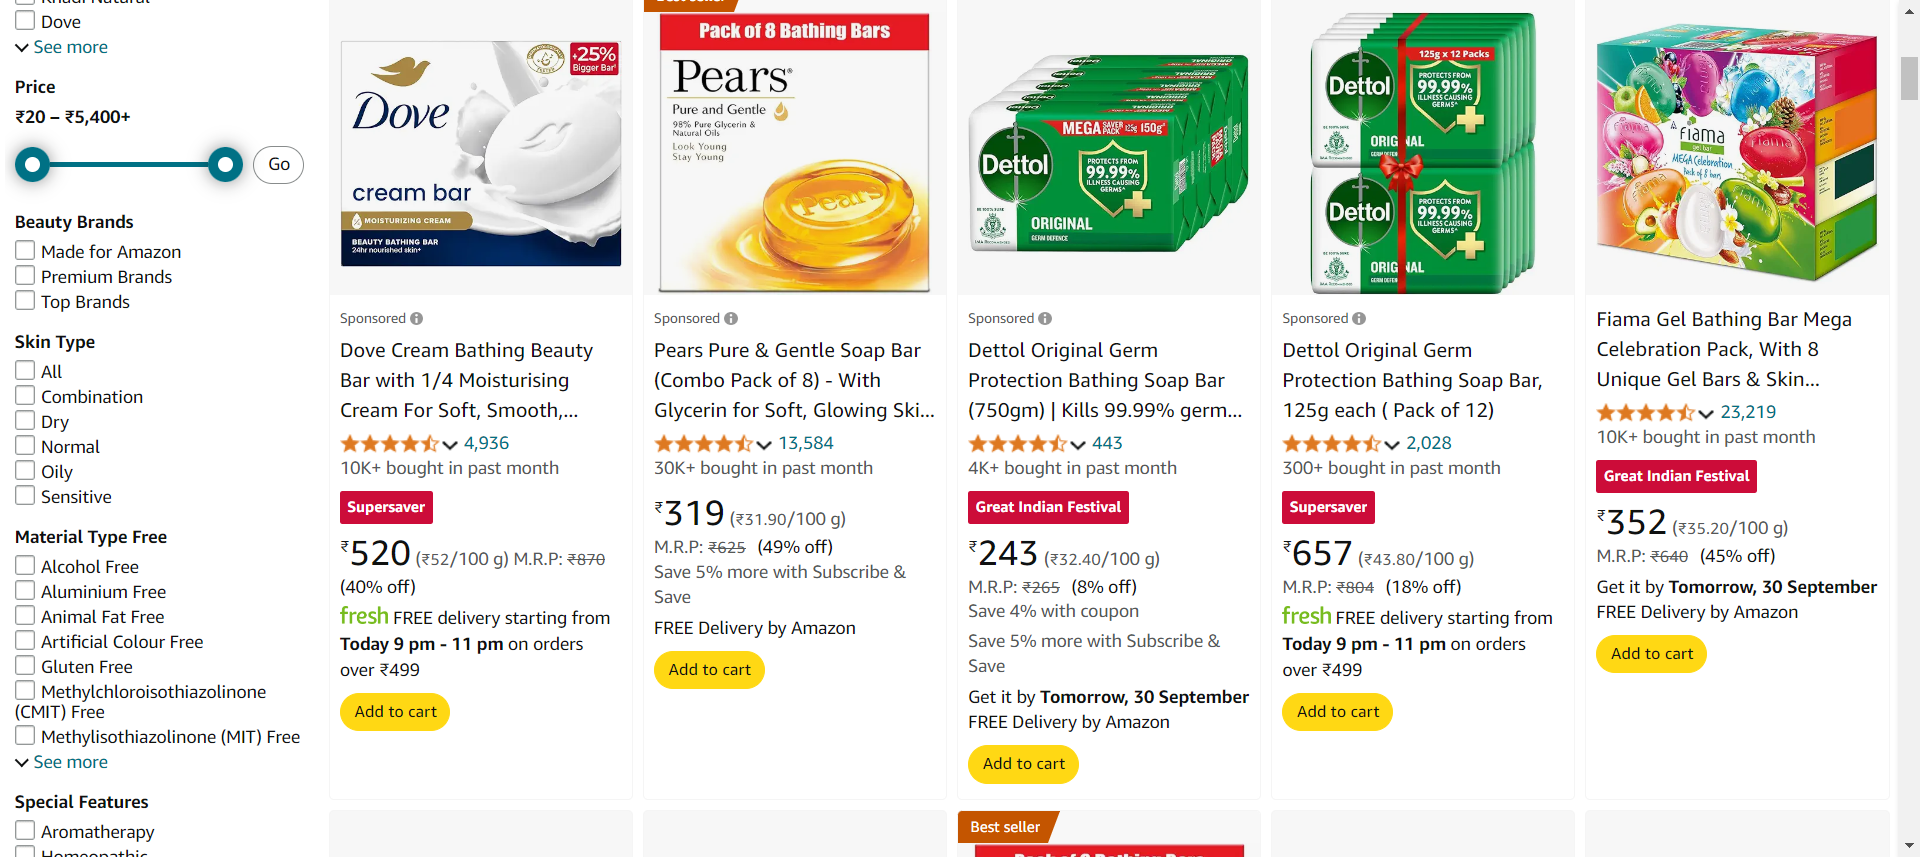 Dove
See more
Price
₹20 – ₹5,400+
Go
Beauty Brands
Made for Amazon
Premium Brands
Top Brands
Skin Type
All
Combination
Dry
Normal
Oily
Sensitive
Material Type Free
Alcohol Free
Aluminium Free
Animal Fat Free
Artificial Colour Free
Gluten Free
Methylchloroisothiazolinone
(CMIT) Free
Methylisothiazolinone (MIT) Free
See more
Special Features
Aromatherapy
Homeopathic
+25%
Bigger Bar
Dove
cream bar
MOISTURIZING CREAM
BEAUTY BATHING BAR
24hr nourished skin*
Sponsored
Dove Cream Bathing Beauty
Bar with 1/4 Moisturising
Cream For Soft, Smooth,...
4,936
10K+ bought in past month
Supersaver
₹520 (₹52/100 g) M.R.P: ₹870
(40% off)
fresh FREE delivery starting from
Today 9 pm - 11 pm on orders
over ₹499
Add to cart
Best seller
Pack of 8 Bathing Bars
Pears®
Pure and Gentle
98% Pure Glycerin &
Natural Oils
Look Young
Stay Young
Pears
Sponsored
Pears Pure & Gentle Soap Bar
(Combo Pack of 8) - With
Glycerin for Soft, Glowing Ski...
13,584
30K+ bought in past month
₹319 (₹31.90/100 g)
M.R.P: ₹625 (49% off)
Save 5% more with Subscribe &
Save
FREE Delivery by Amazon
Add to cart
MEGA SAVER PACK 125g 150g
Dettol
PROTECTS FROM
99.99%
ILLNESS CAUSING
GERMS*
ORIGINAL
GERM DEFENCE
Sponsored
Dettol Original Germ
Protection Bathing Soap Bar
(750gm) | Kills 99.99% germ...
443
4K+ bought in past month
Great Indian Festival
₹243 (₹32.40/100 g)
M.R.P: ₹265 (8% off)
Save 4% with coupon
Save 5% more with Subscribe &
Save
Get it by Tomorrow, 30 September
FREE Delivery by Amazon
Add to cart
125g x 12 Packs
Dettol
PROTECTS FROM
99.99%
ILLNESS CAUSING
GERMS*
ORIGINAL
Dettol
PROTECTS FROM
99.99%
ILLNESS CAUSING
GERMS*
ORIGINAL
Sponsored
Dettol Original Germ
Protection Bathing Soap Bar,
125g each ( Pack of 12)
2,028
300+ bought in past month
Supersaver
₹657 (₹43.80/100 g)
M.R.P: ₹804 (18% off)
fresh FREE delivery starting from
Today 9 pm - 11 pm on orders
over ₹499
Add to cart
fiama
gel bar
MEGA Celebration
pack of 8 bars
fiama
Fiama Gel Bathing Bar Mega
Celebration Pack, With 8
Unique Gel Bars & Skin...
23,219
10K+ bought in past month
Great Indian Festival
₹352 (₹35.20/100 g)
M.R.P: ₹640 (45% off)
Get it by Tomorrow, 30 September
FREE Delivery by Amazon
Add to cart
Best seller
Pack of 8 Bathing Bars